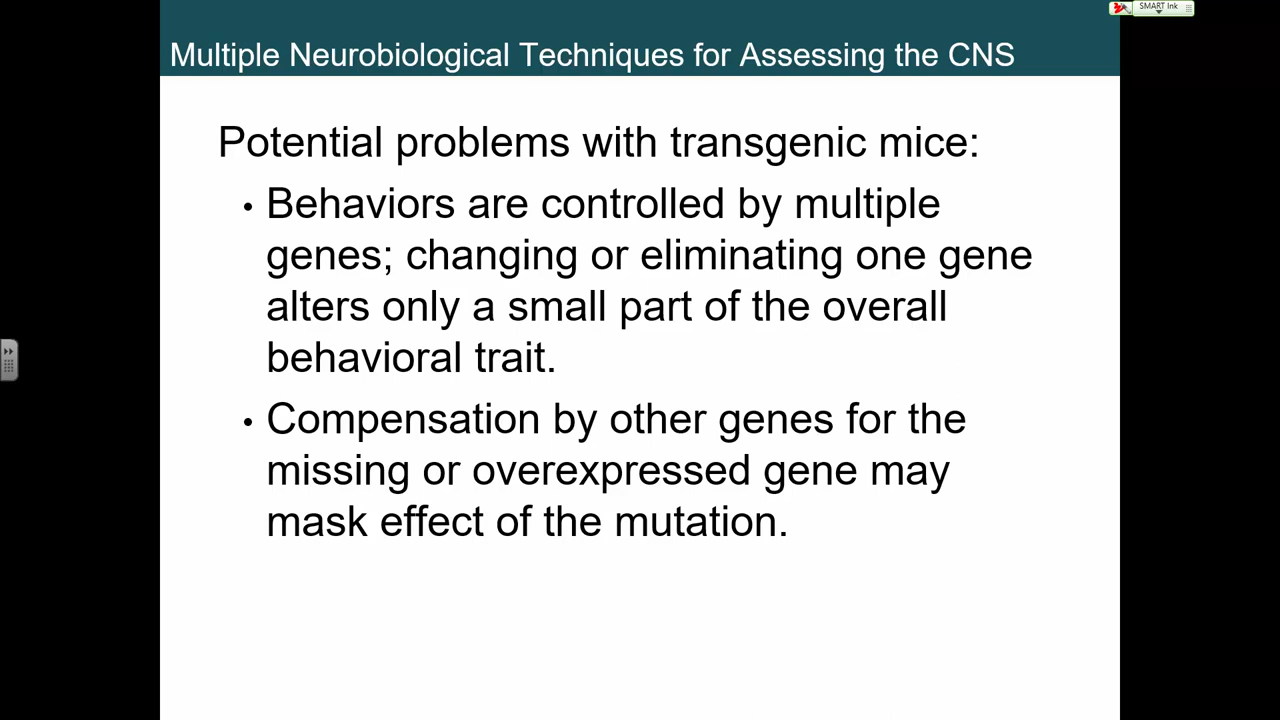 SMART Ink
Multiple Neurobiological Techniques for Assessing the CNS
Potential problems with transgenic mice:
• Behaviors are controlled by multiple
genes; changing or eliminating one gene
alters only a small part of the overall
behavioral trait.
• Compensation by other genes for the
missing or overexpressed gene may
mask effect of the mutation.